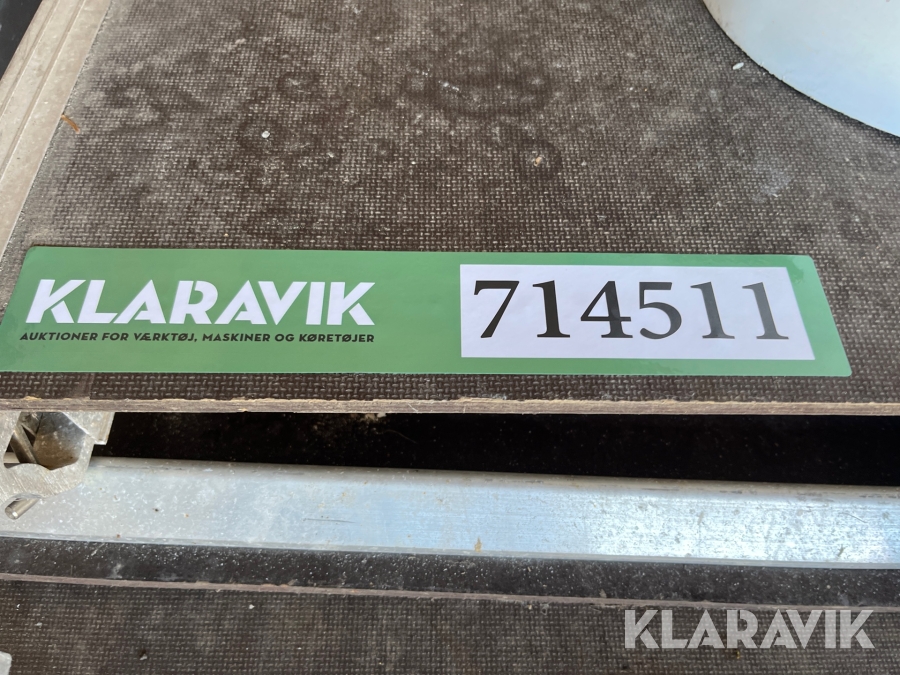 KLARAVIK
AUKTIONER FOR VÆRKTØJ, MASKINER OG KØRETØJER
714511
KLARAVIK